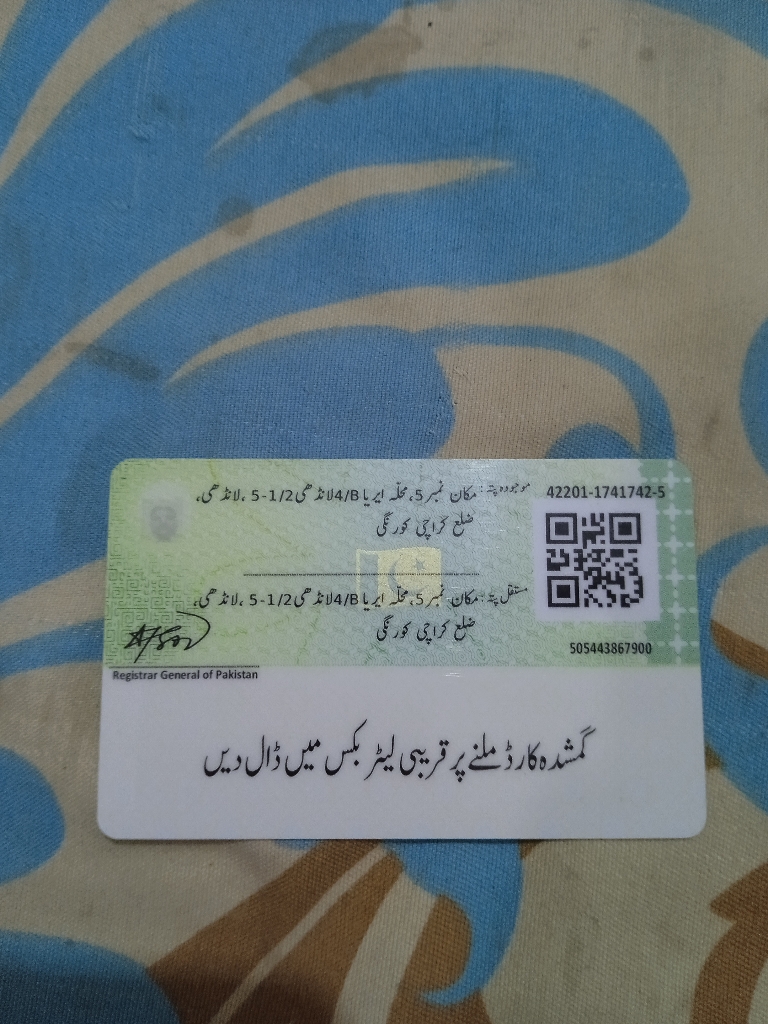 موجودہ پتہ: مکان نمبر 5، محلّہ ایریا 4/B لانڈھی 5-1/2، لانڈھی،
42201-1741742-5
ضلع کراچی کورنگی
مستقل پتہ: مکان نمبر 5، محلّہ ایریا 4/B لانڈھی 5-1/2، لانڈھی،
ضلع کراچی کورنگی
505443867900
Registrar General of Pakistan
گمشدہ کارڈ ملنے پر قریبی لیٹر بکس میں ڈال دیں